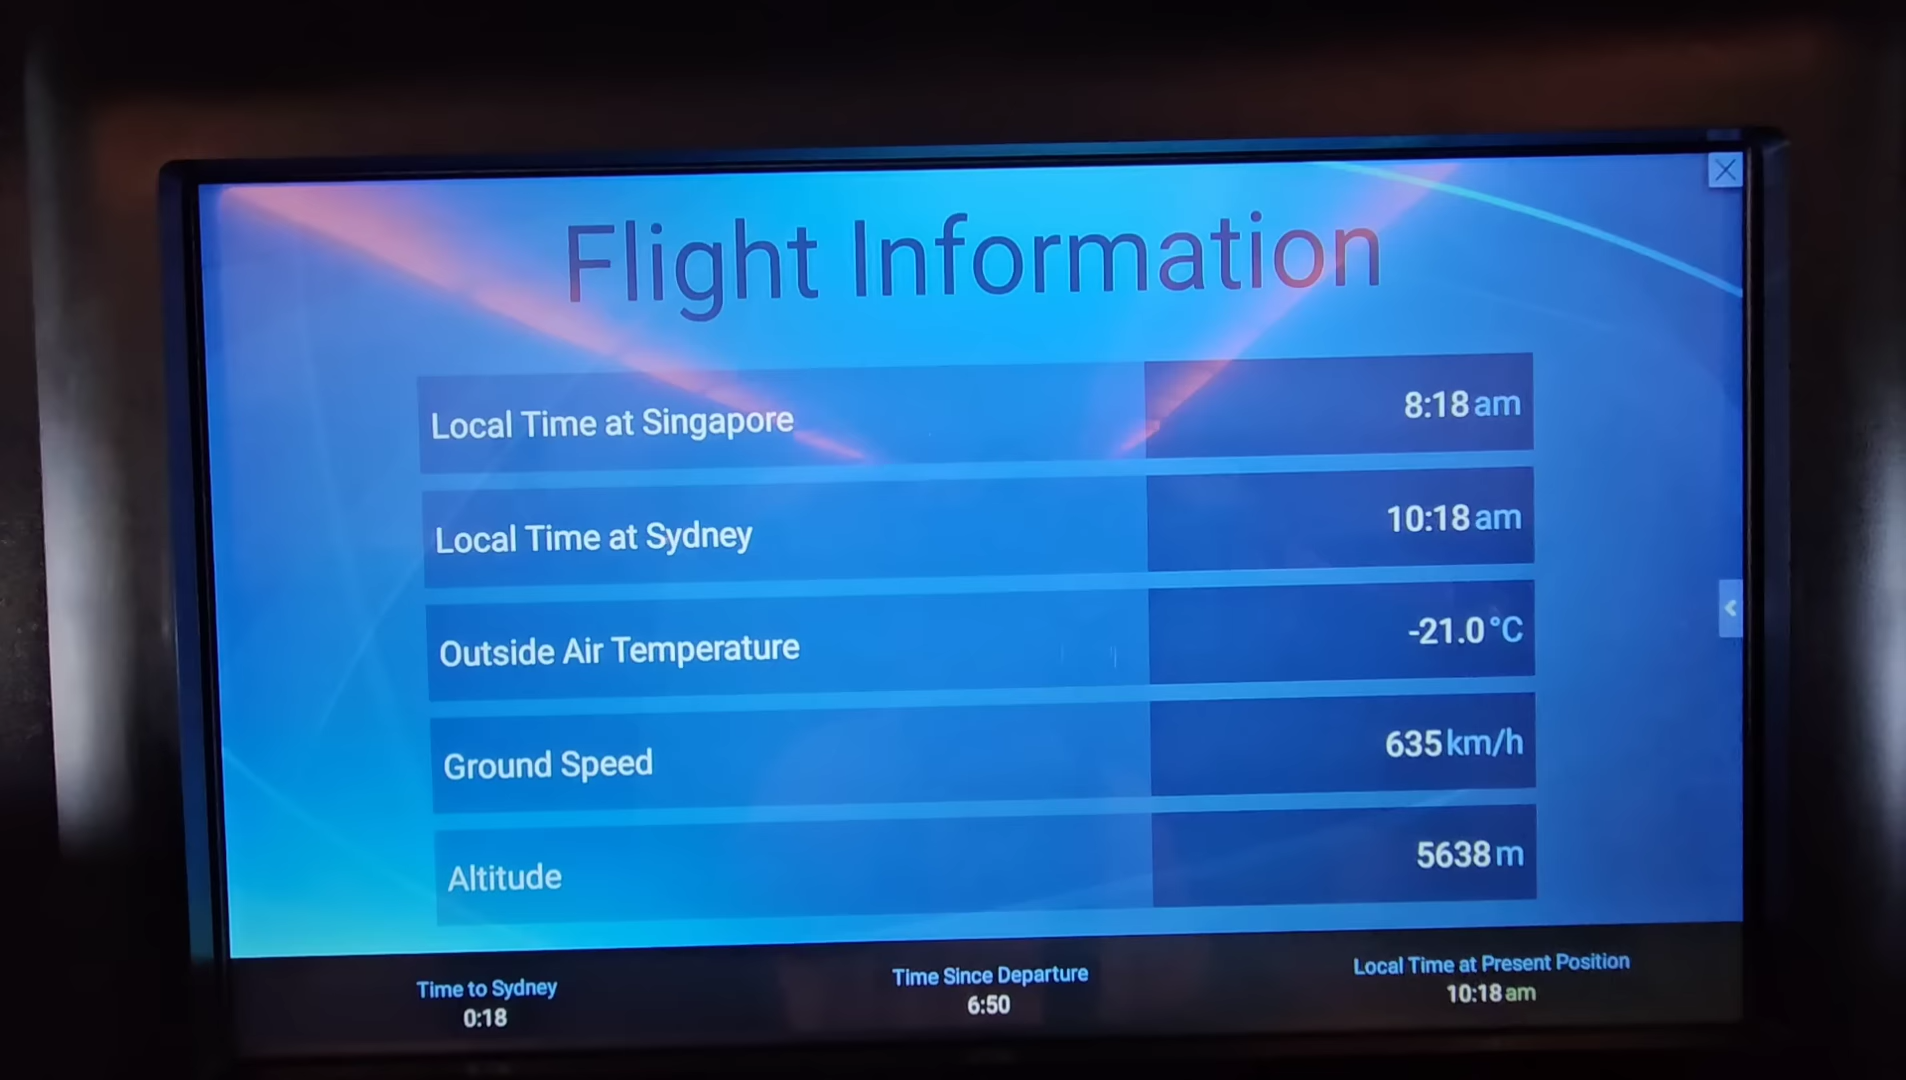 Flight Information
Local Time at Singapore 8:18 am
Local Time at Sydney 10:18 am
Outside Air Temperature -21.0 °C
Ground Speed 635 km/h
Altitude 5638 m
Time to Sydney
0:18
Time Since Departure
6:50
Local Time at Present Position
10:18 am